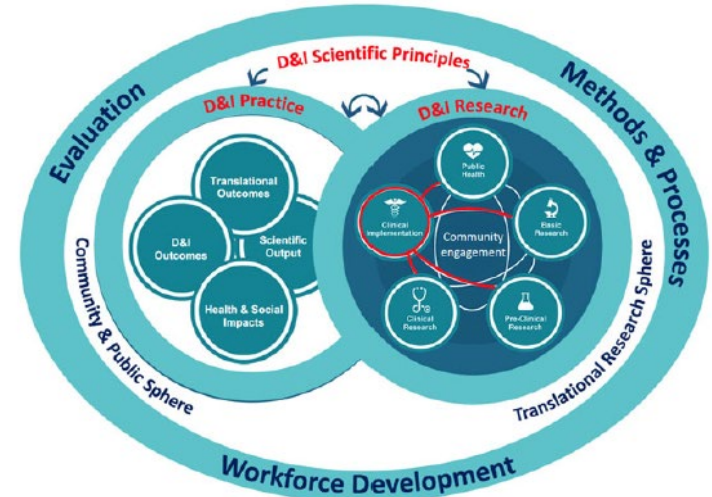 D&I Scientific Principles
Evaluation
Methods & Processes
D&I Practice
D&I Research
Translational
Outcomes
D&I
Outcomes
Scientific
Output
Health & Social
Impacts
Public
Health
Clinical
Implementation
Basic
Research
Community
engagement
Clinical
Research
Pre-Clinical
Research
Community & Public Sphere
Translational Research Sphere
Workforce Development